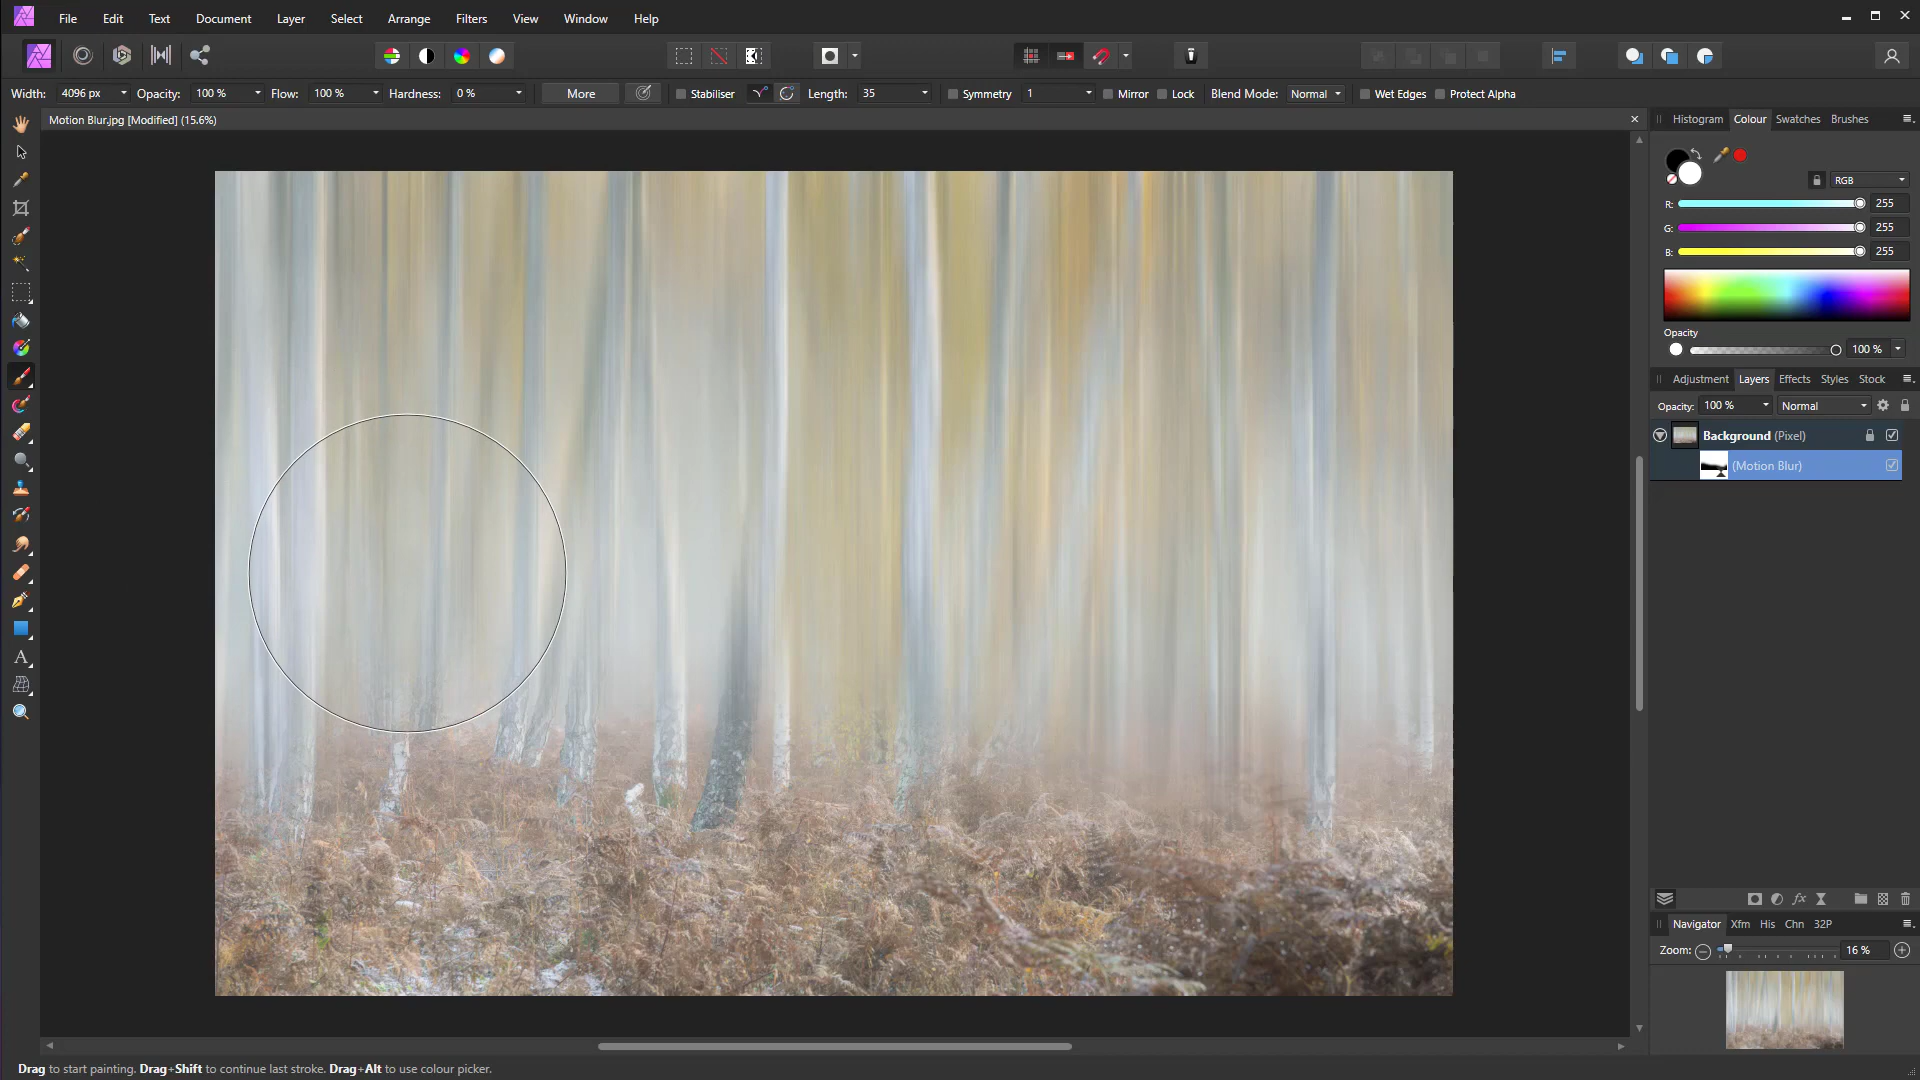 File Edit Text Document Layer Select Arrange Filters View Window Help
Width: 4096 px Opacity: 100 % Flow: 100 % Hardness: 0 % More Stabiliser Length: 35 Symmetry 1 Mirror Lock Blend Mode: Normal Wet Edges Protect Alpha
Motion Blur.jpg [Modified] (15.6%)
Histogram Colour Swatches Brushes
RGB
R: 255
G: 255
B: 255
Opacity
100 %
Adjustment Layers Effects Styles Stock
Opacity: 100 % Normal
Background (Pixel)
(Motion Blur)
fx
Navigator Xfm His Chn 32P
Zoom: 16 %
Drag to start painting. Drag+Shift to continue last stroke. Drag+Alt to use colour picker.